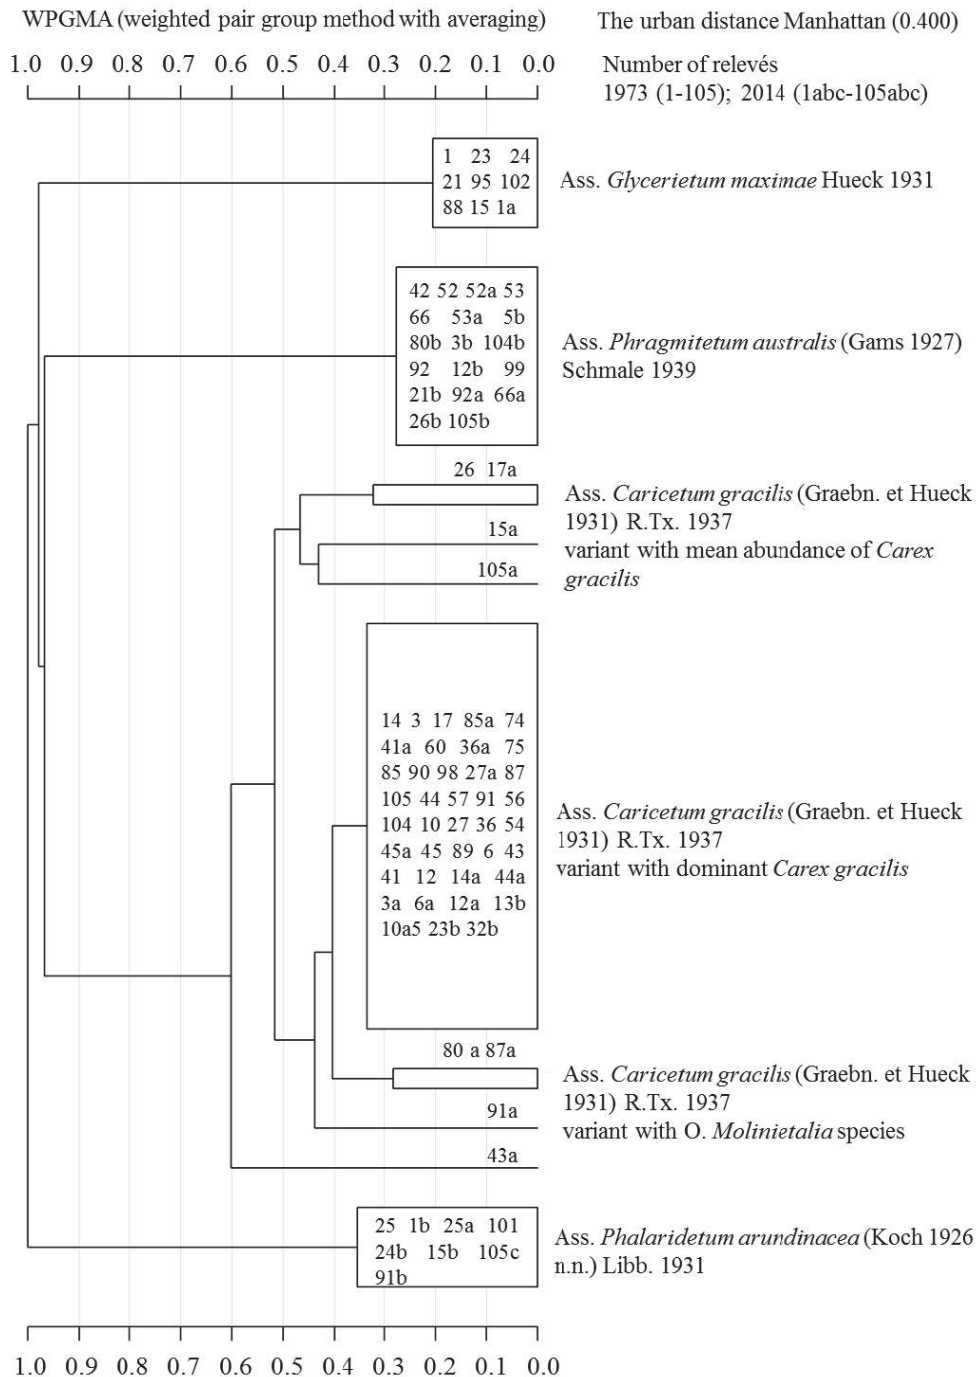 WPGMA (weighted pair group method with averaging)
The urban distance Manhattan (0.400)
1.0 0.9 0.8 0.7 0.6 0.5 0.4 0.3 0.2 0.1 0.0
Number of relevés
1973 (1-105); 2014 (1abc-105abc)
1 23 24
21 95 102
88 15 1a
Ass. Glycerietum maximae Hueck 1931
42 52 52a 53
66 53a 5b
80b 3b 104b
92 12b 99
21b 92a 66a
26b 105b
Ass. Phragmitetum australis (Gams 1927)
Schmale 1939
26 17a
15a
105a
Ass. Caricetum gracilis (Graebn. et Hueck
1931) R.Tx. 1937
variant with mean abundance of Carex
gracilis
14 3 17 85a 74
41a 60 36a 75
85 90 98 27a 87
105 44 57 91 56
104 10 27 36 54
45a 45 89 6 43
41 12 14a 44a
3a 6a 12a 13b
10a5 23b 32b
Ass. Caricetum gracilis (Graebn. et Hueck
1931) R.Tx. 1937
variant with dominant Carex gracilis
80 a 87a
91a
43a
Ass. Caricetum gracilis (Graebn. et Hueck
1931) R.Tx. 1937
variant with O. Molinietalia species
25 1b 25a 101
24b 15b 105c
91b
Ass. Phalaridetum arundinacea (Koch 1926
n.n.) Libb. 1931
1.0 0.9 0.8 0.7 0.6 0.5 0.4 0.3 0.2 0.1 0.0